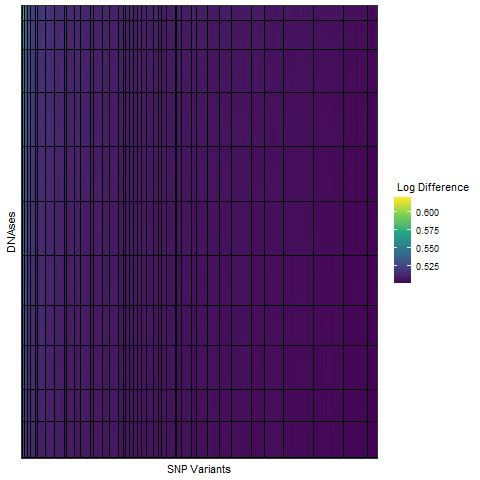 DNAses
SNP Variants
Log Difference
0.600
0.575
0.550
0.525